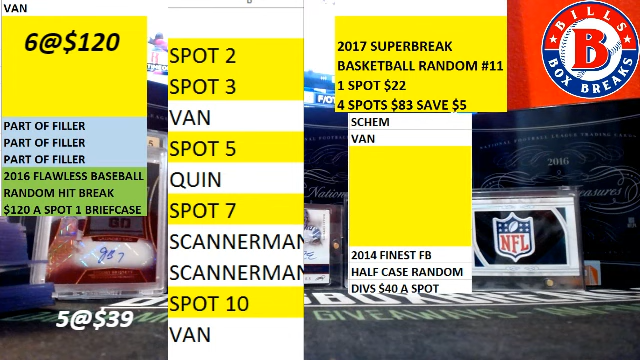 VAN
6@$120
PART OF FILLER
PART OF FILLER
PART OF FILLER
2016 FLAWLESS BASEBALL
RANDOM HIT BREAK
$120 A SPOT 1 BRIEFCASE
5@$39
SPOT 2
SPOT 3
VAN
SPOT 5
QUIN
SPOT 7
SCANNERMAN
SCANNERMAN
SPOT 10
VAN
2017 SUPERBREAK
BASKETBALL RANDOM #11
1 SPOT $22
4 SPOTS $83 SAVE $5
SCHEM
VAN
2014 FINEST FB
HALF CASE RANDOM
DIVS $40 A SPOT
BILLS
B
BOX BREAKS
2016
National
Treasures
NFL
GIVEAWAY